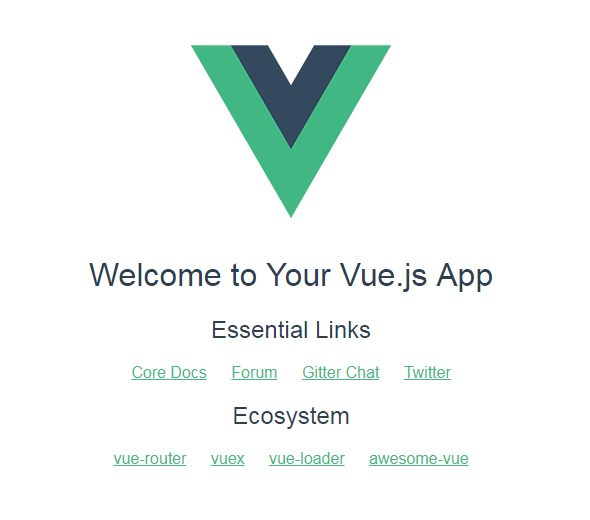 Welcome to Your Vue.js App
Essential Links
Core Docs Forum Gitter Chat Twitter
Ecosystem
vue-router vuex vue-loader awesome-vue